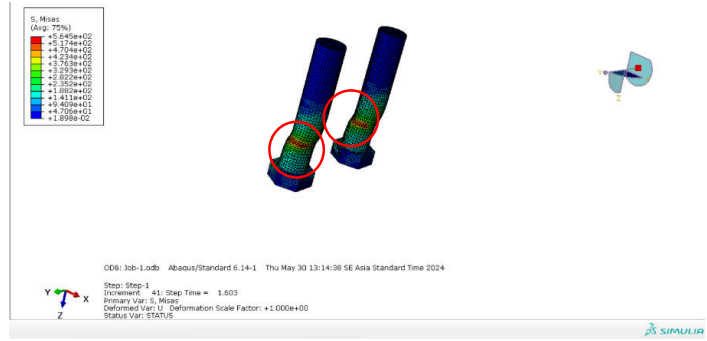 S, Mises
(Avg: 75%)
+5.645e+02
+5.174e+02
+4.704e+02
+4.234e+02
+3.763e+02
+3.293e+02
+2.822e+02
+2.352e+02
+1.882e+02
+1.411e+02
+9.409e+01
+4.706e+01
+1.898e-02
Y
Z
ODB: Job-1.odb Abaqus/Standard 6.14-1 Thu May 30 13:14:38 SE Asia Standard Time 2024
Step: Step-1
Increment 41: Step Time = 1.603
Primary Var: S, Mises
Deformed Var: U Deformation Scale Factor: +1.000e+00
Status Var: STATUS
Y
X
Z
SIMULIA